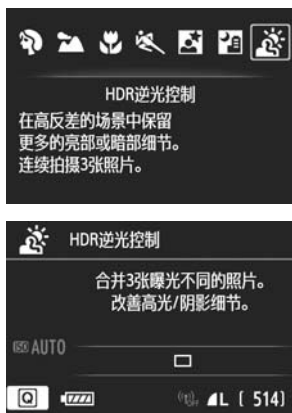 HDR逆光控制
在高反差的场景中保留
更多的亮部或暗部细节。
连续拍摄3张照片。
HDR逆光控制
合并3张曝光不同的照片。
改善高光/阴影细节。
ISO AUTO
Q L [ 514]